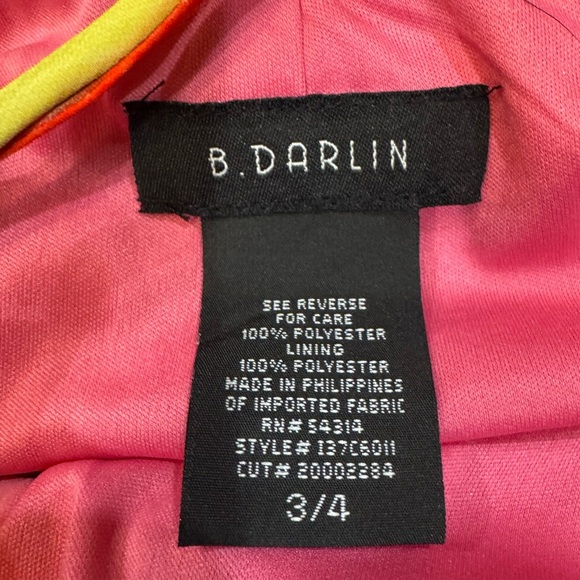 B.DARLIN
SEE REVERSE
FOR CARE
100% POLYESTER
LINING
100% POLYESTER
MADE IN PHILIPPINES
OF IMPORTED FABRIC
RN# 54314
STYLE# 137C6011
CUT# 20002284
3/4